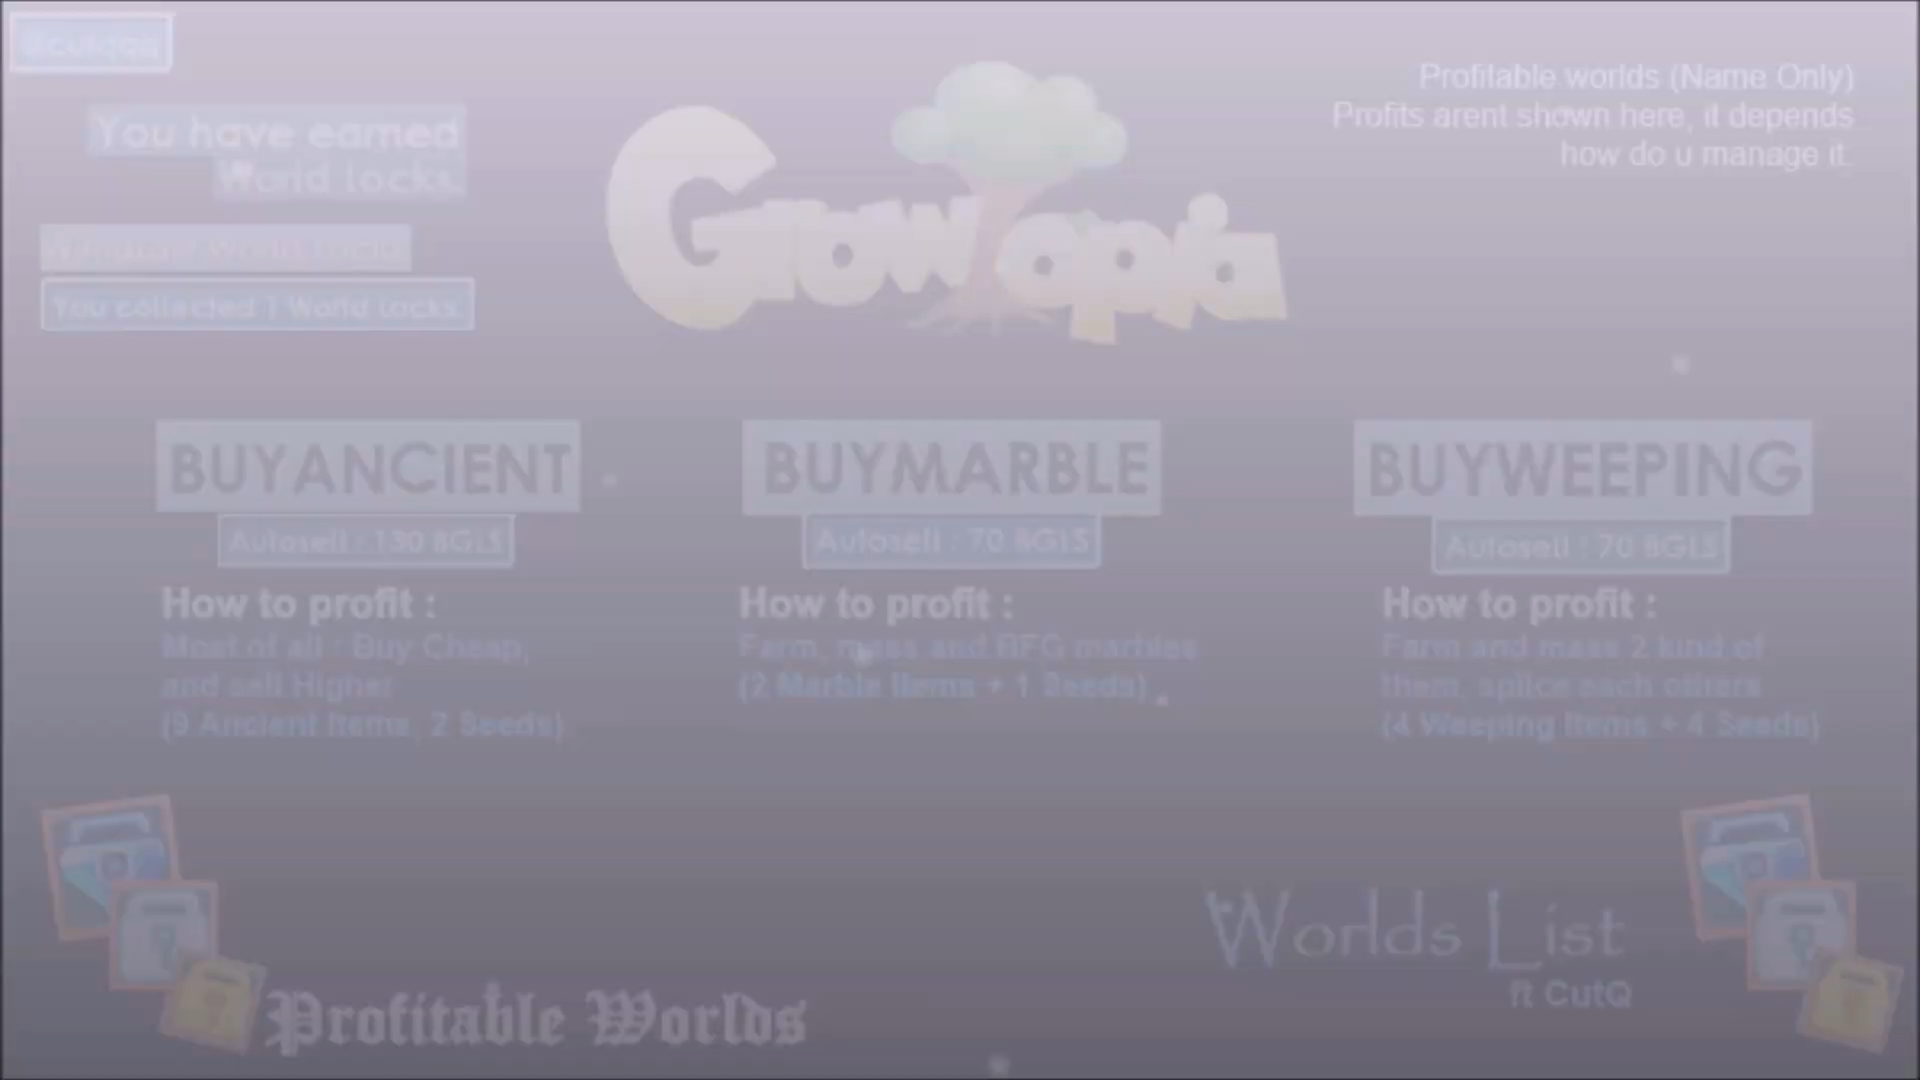 You have earned
World locks.
You collected 1 World locks.
Growtopia
Profitable worlds (Name Only)
Profits arent shown here, it depends
how do u manage it.
BUYANCIENT
Autosell : 130 BGLS
How to profit :
Most of all : Buy Cheap,
and sell Higher
(9 Ancient Items, 2 Seeds)
BUYMARBLE
Autosell : 70 BGLS
How to profit :
Farm, mass and BFG marbles
(2 Marble Items + 1 Seeds)
BUYWEEPING
Autosell : 70 BGLS
How to profit :
Farm and mass 2 kind of
them, splice each others
(4 Weeping Items + 4 Seeds)
Profitable Worlds
Worlds List
ft CutQ